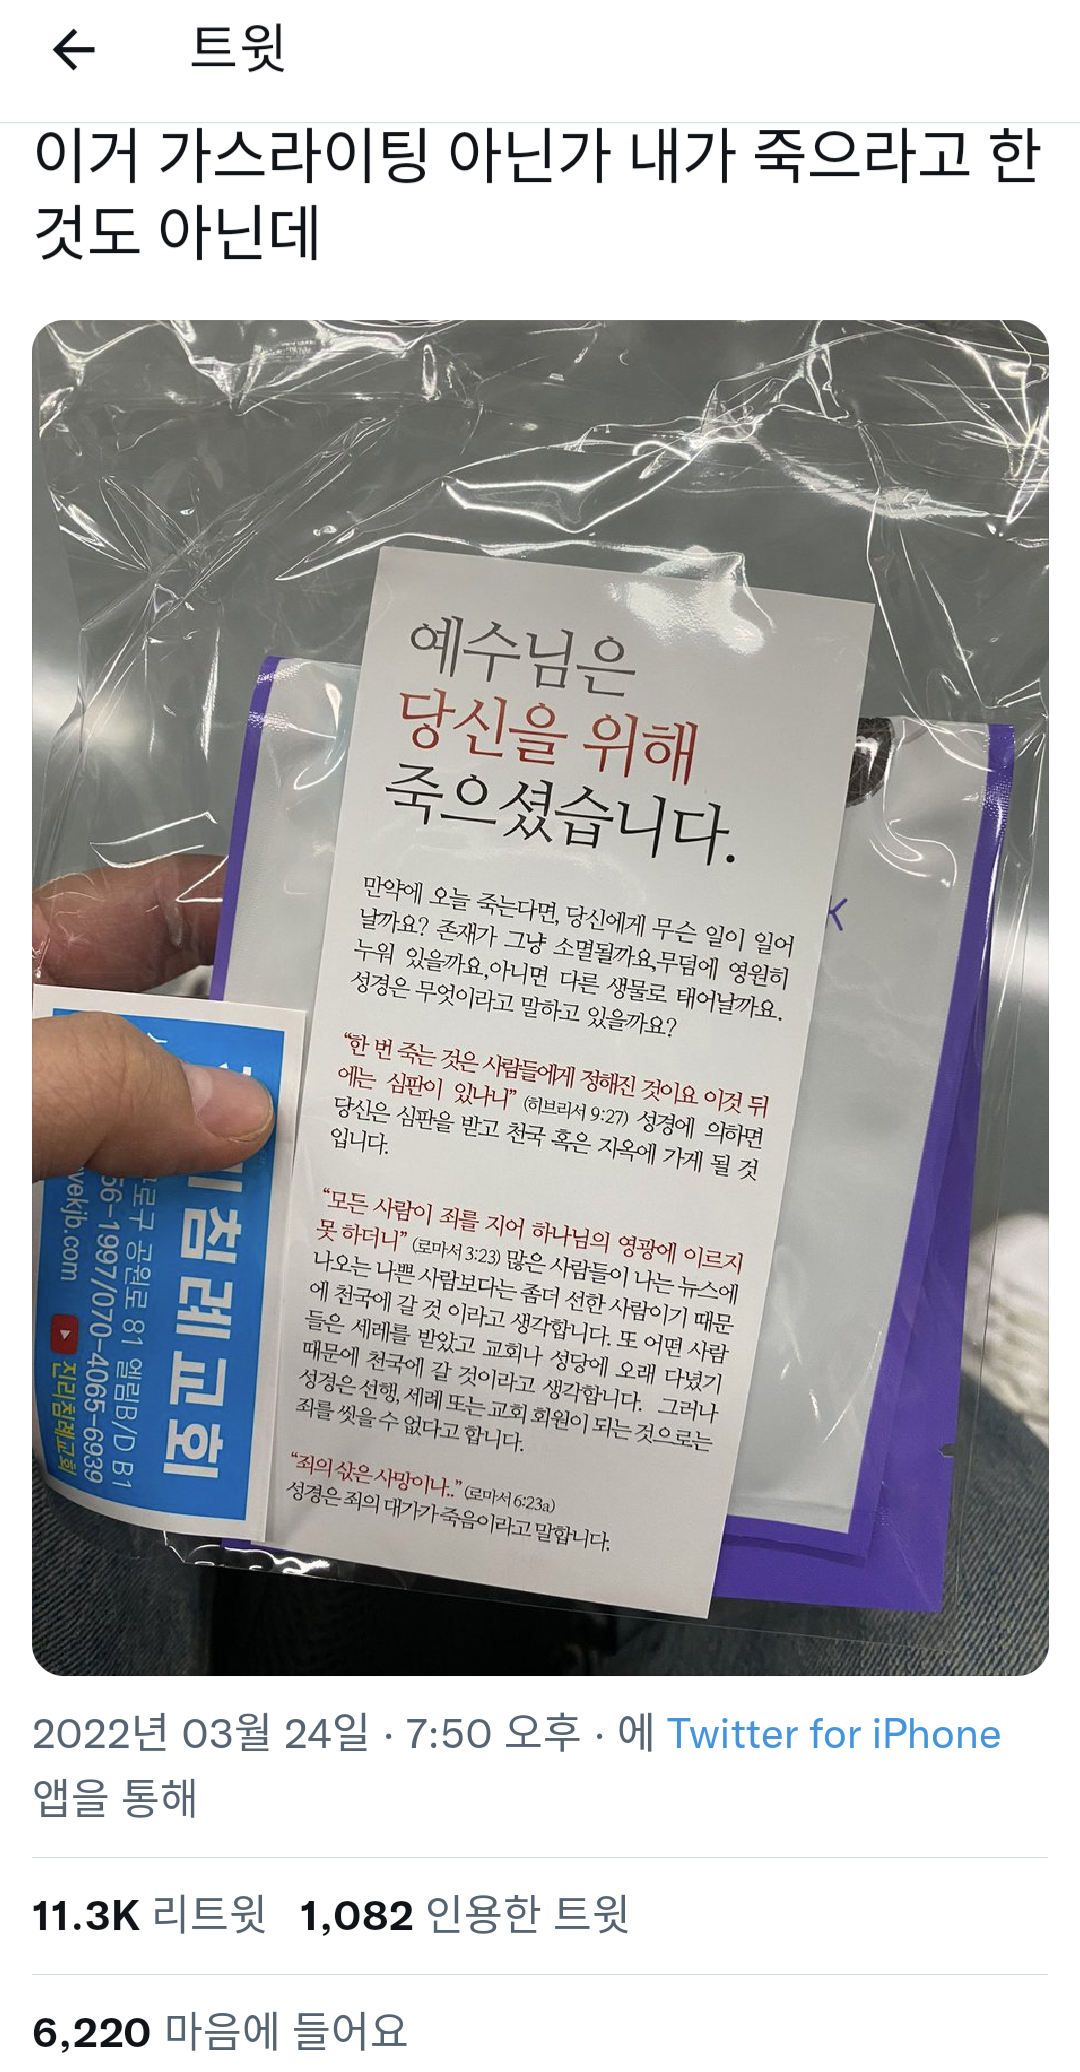 트윗
이거 가스라이팅 아닌가 내가 죽으라고 한
것도 아닌데
예수님은
당신을 위해
죽으셨습니다.
만약에 오늘 죽는다면, 당신에게 무슨 일이 일어
날까요? 존재가 그냥 소멸될까요,무덤에 영원히
누워 있을까요,아니면 다른 생물로 태어날까요.
성경은 무엇이라고 말하고 있을까요?
“한 번 죽는 것은 사람들에게 정해진 것이요 이것 뒤
에는 심판이 있나니” (히브리서 9:27) 성경에 의하면
당신은 심판을 받고 천국 혹은 지옥에 가게 될 것
입니다.
“모든 사람이 죄를 지어 하나님의 영광에 이르지
못 하더니” (로마서 3:23) 많은 사람들이 나는 뉴스에
나오는 나쁜 사람보다는 좀더 선한 사람이기 때문
에 천국에 갈 것 이라고 생각합니다. 또 어떤 사람
들은 세례를 받았고 교회나 성당에 오래 다녔기
때문에 천국에 갈 것이라고 생각합니다. 그러나
성경은 선행, 세례 또는 교회 회원이 되는 것으로는
죄를 씻을 수 없다고 합니다.
“죄의 삯은 사망이나..” (로마서 6:23a)
성경은 죄의 대가가 죽음이라고 말합니다.
침례교회
로구 공원로 81 열림B/D B1
56-1997/070-4065-6939
vekjb.com 진리침례교회
2022년 03월 24일 · 7:50 오후 · 에 Twitter for iPhone
앱을 통해
11.3K 리트윗 1,082 인용한 트윗
6,220 마음에 들어요